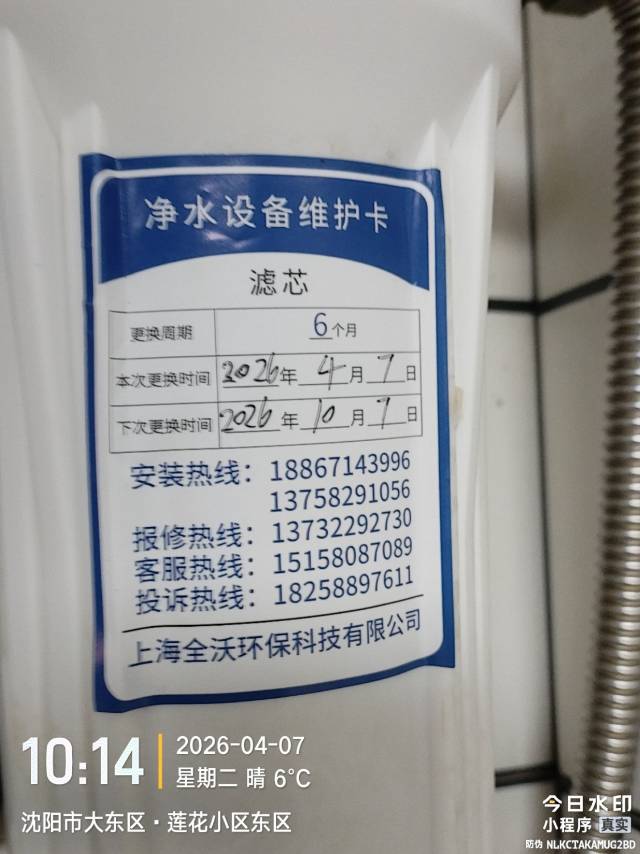 净水设备维护卡
滤芯
更换周期 6个月
本次更换时间 2026年 4月 7日
下次更换时间 2026年 10月 7日
安装热线：18867143996
13758291056
报修热线：13732292730
客服热线：15158087089
投诉热线：18258897611
上海全沃环保科技有限公司
10:14
2026-04-07
星期二 晴 6℃
沈阳市大东区·莲花小区东区
今日水印
小程序 真实
防伪 NLKCTAKAMUG2BD